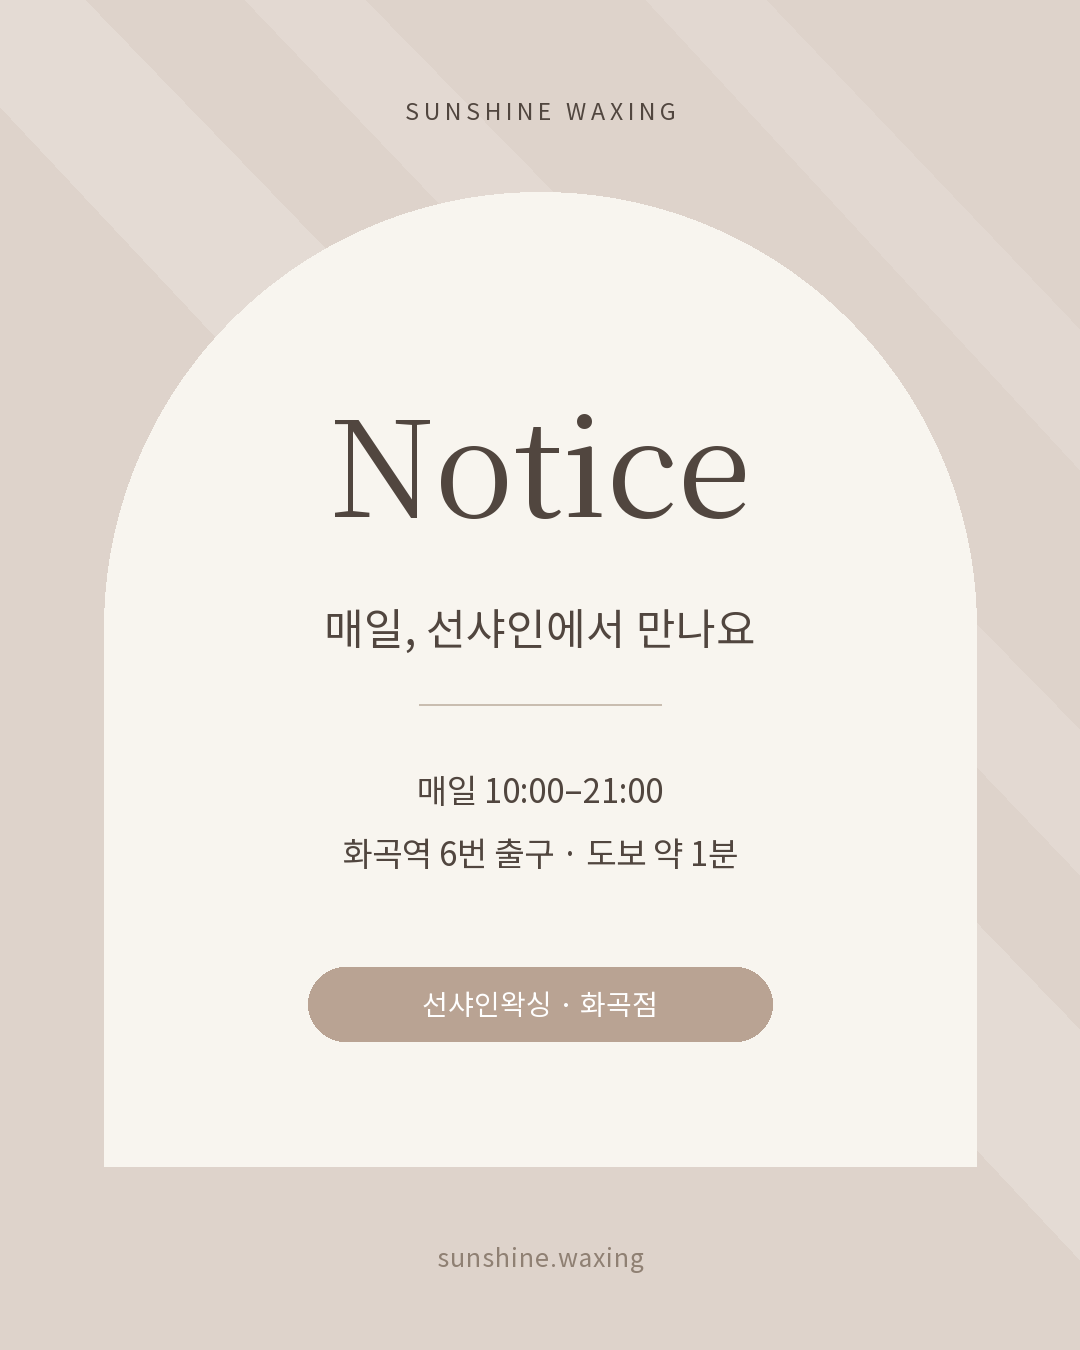 SUNSHINE WAXING
Notice
매일, 선샤인에서 만나요
매일 10:00–21:00
화곡역 6번 출구 · 도보 약 1분
선샤인왁싱 · 화곡점
sunshine.waxing